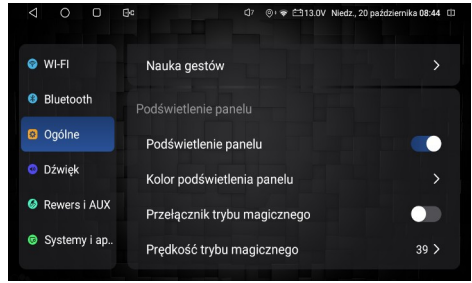 7 13.0V Niedz., 20 października 08:44
WI-FI
Bluetooth
Ogólne
Dźwięk
Rewers i AUX
Systemy i ap..
Nauka gestów
Podświetlenie panelu
Podświetlenie panelu
Kolor podświetlenia panelu
Przełącznik trybu magicznego
Prędkość trybu magicznego 39